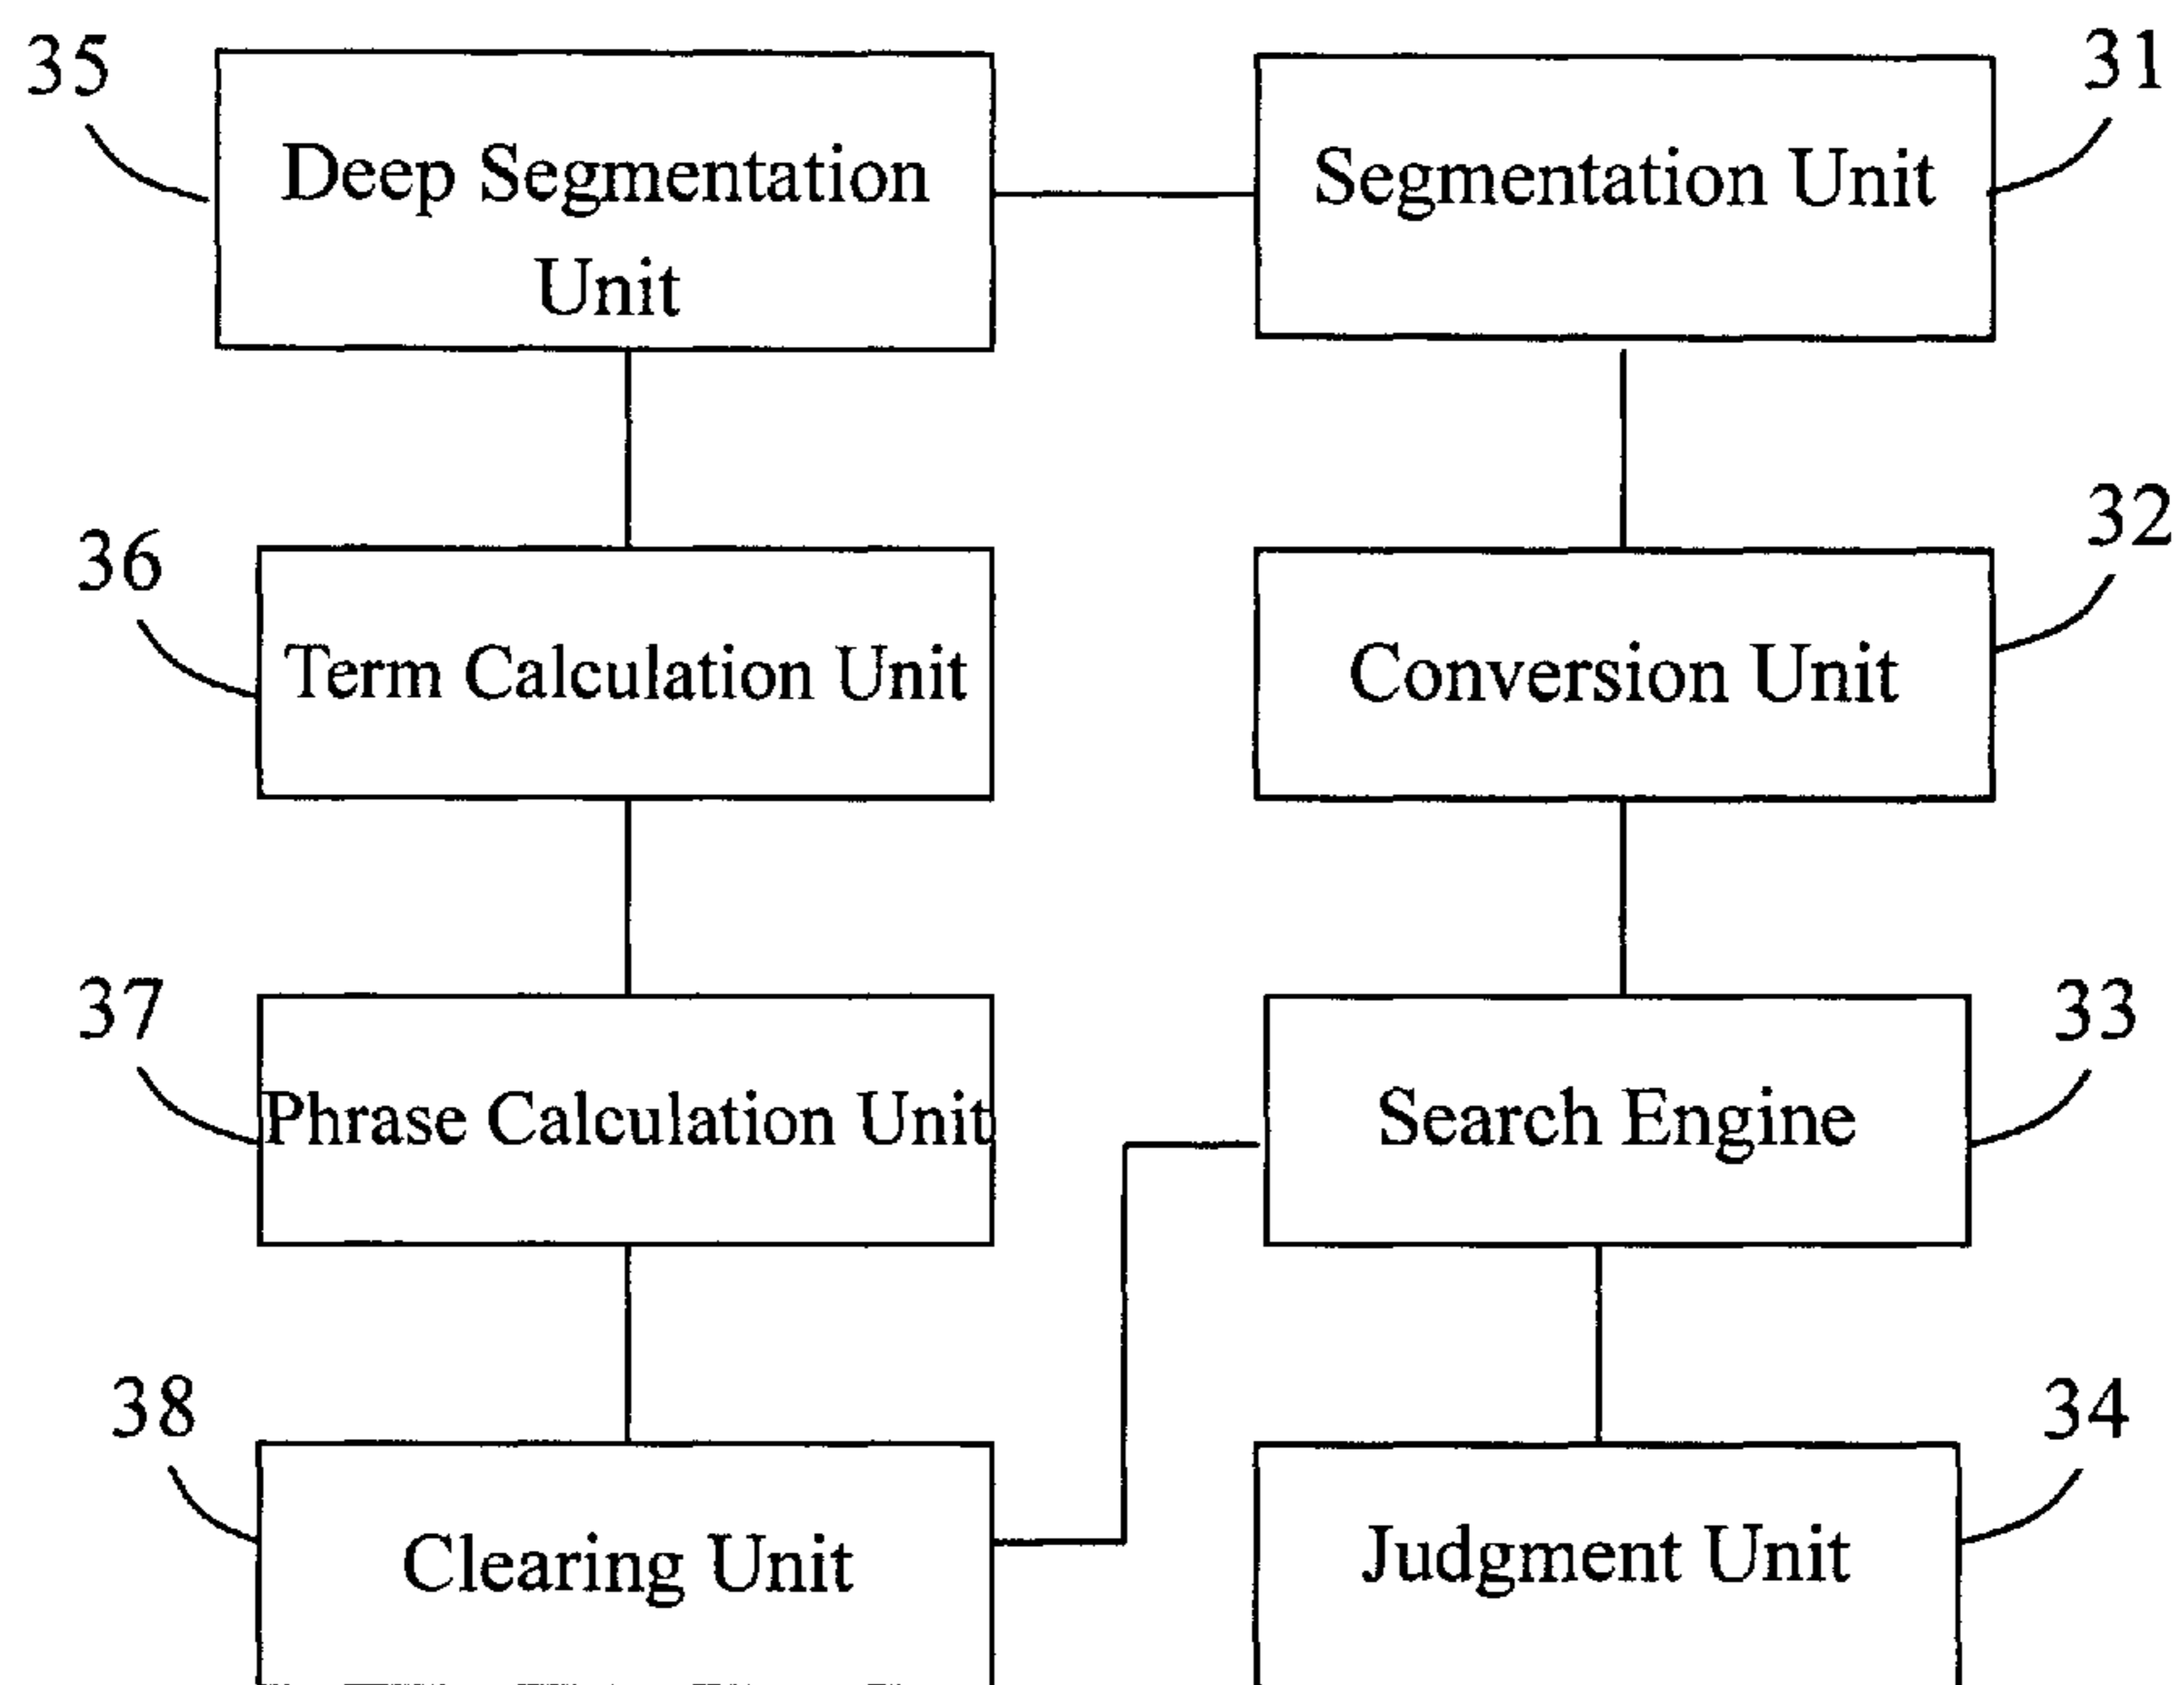 35
Deep Segmentation
Unit
Segmentation Unit
31
36
Term Calculation Unit
Conversion Unit
32
37
Phrase Calculation Unit
Search Engine
33
38
Clearing Unit
Judgment Unit
34